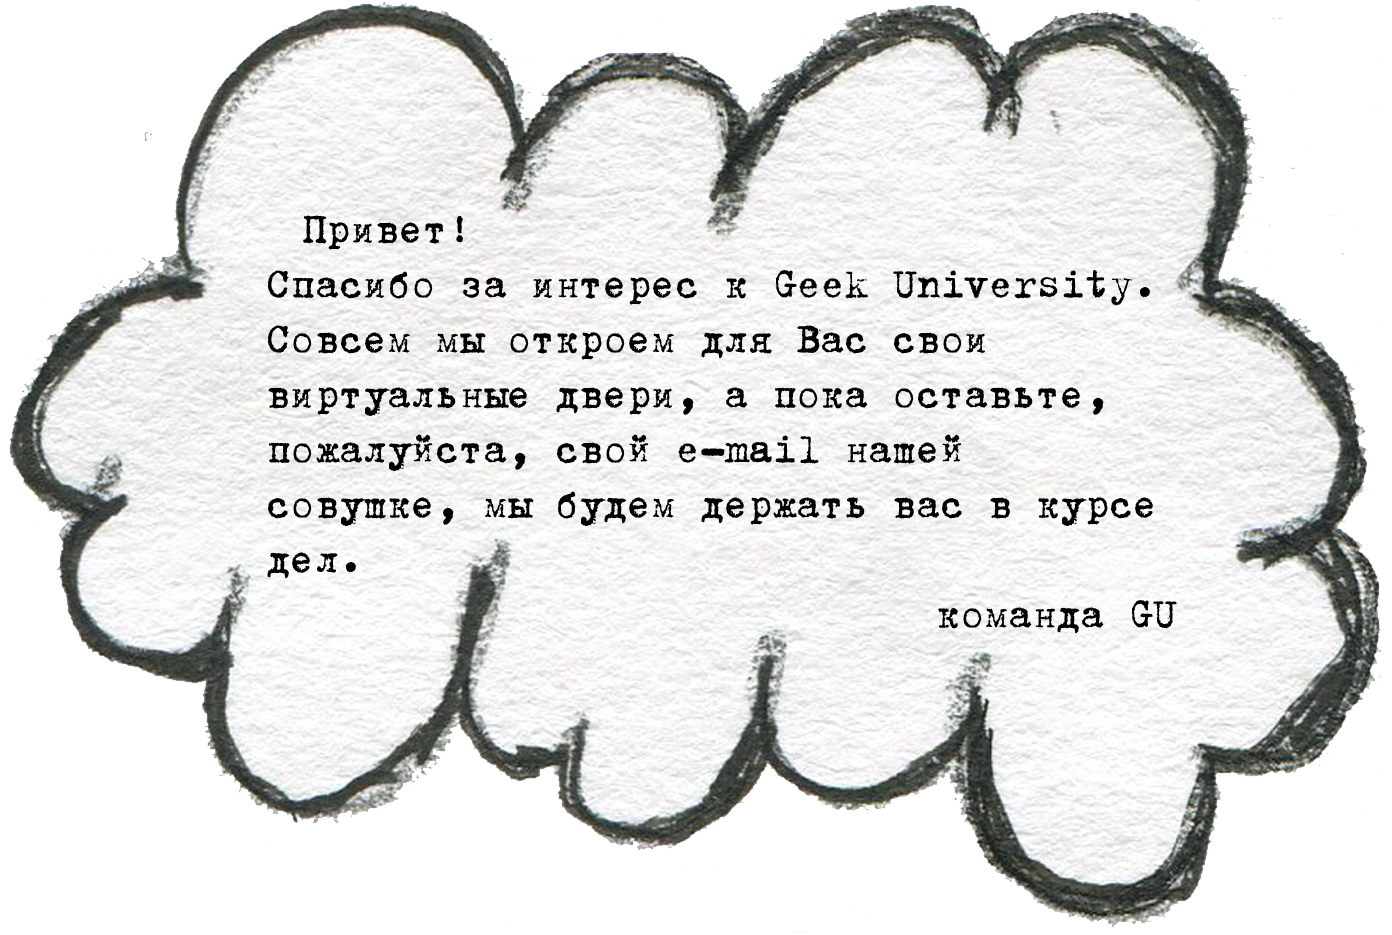 Привет!
Спасибо за интерес к Geek University.
Совсем мы откроем для Вас свои
виртуальные двери, а пока оставьте,
пожалуйста, свой e-mail нашей
совушке, мы будем держать вас в курсе
дел.
команда GU